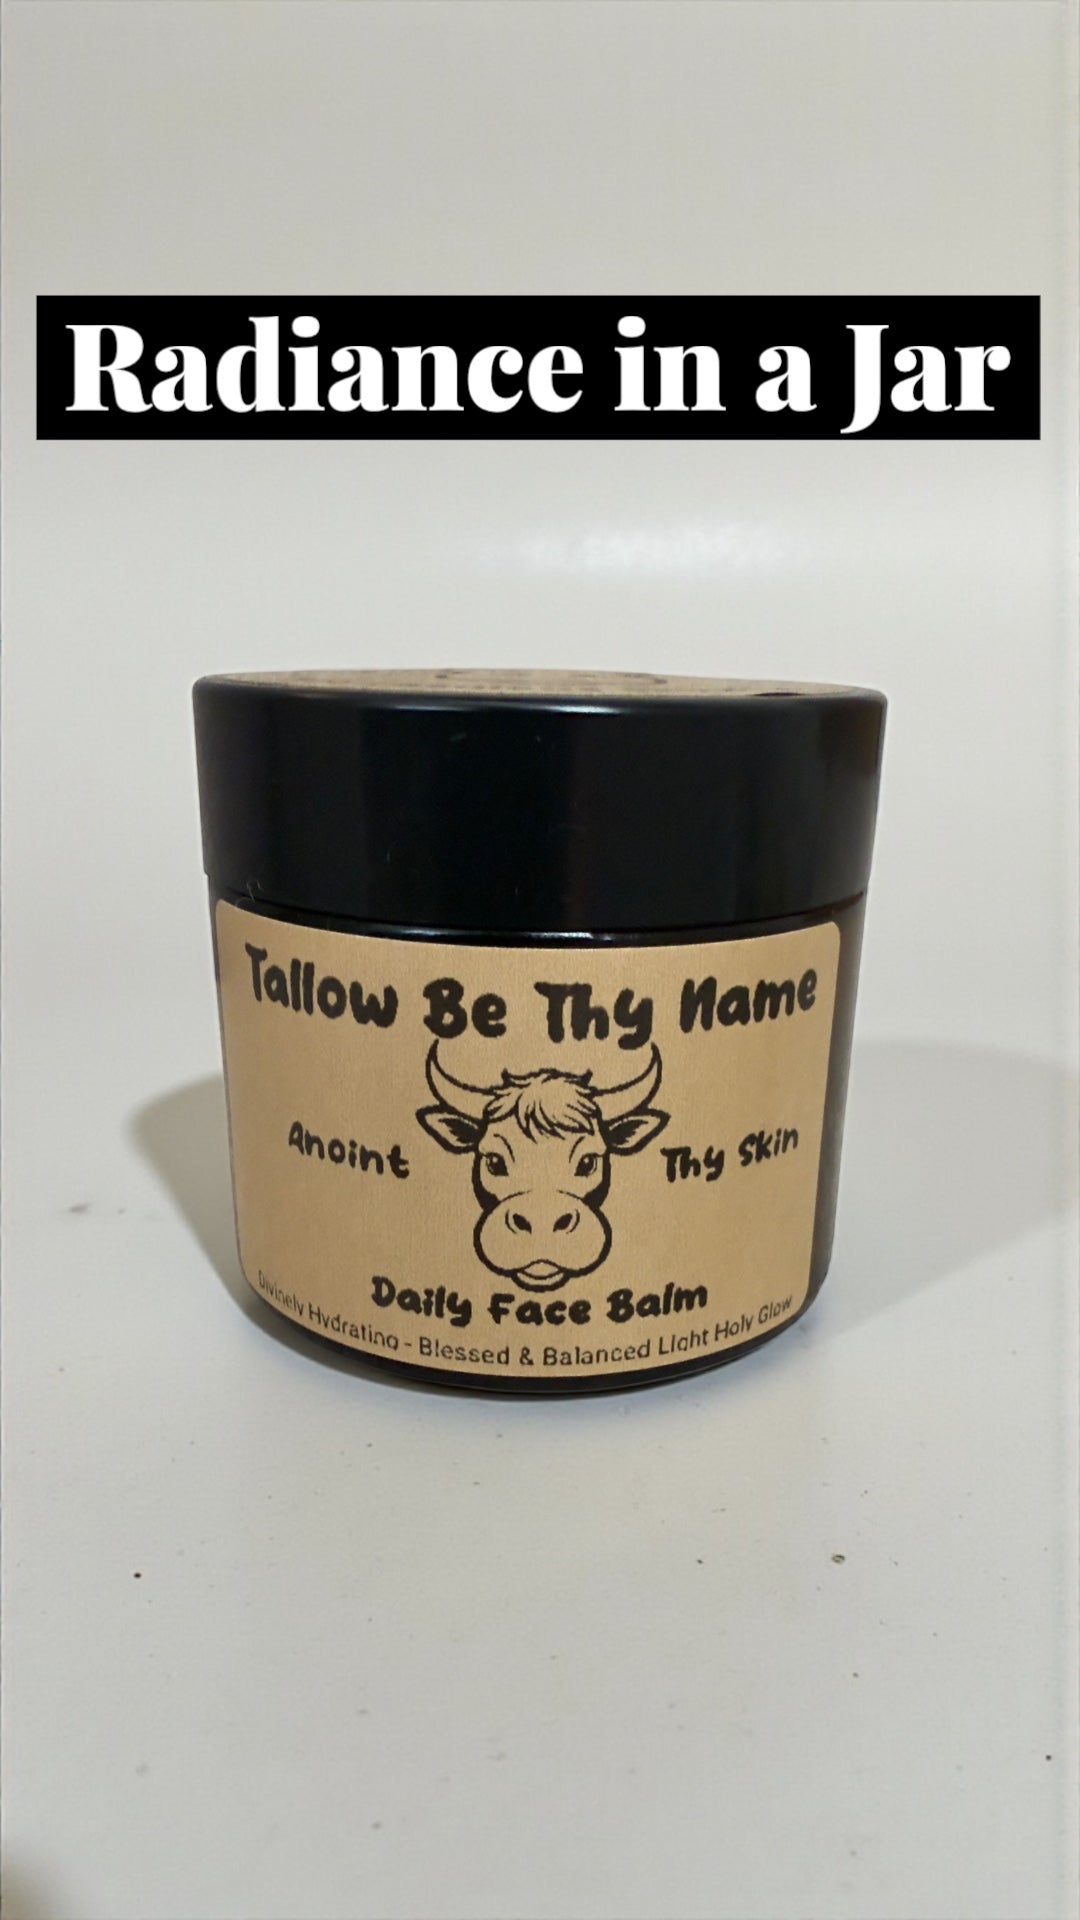 Radiance in a Jar
Tallow Be Thy Name
Anoint
Thy Skin
Daily Face Balm
Divinely Hydrating - Blessed & Balanced Light Holy Glow